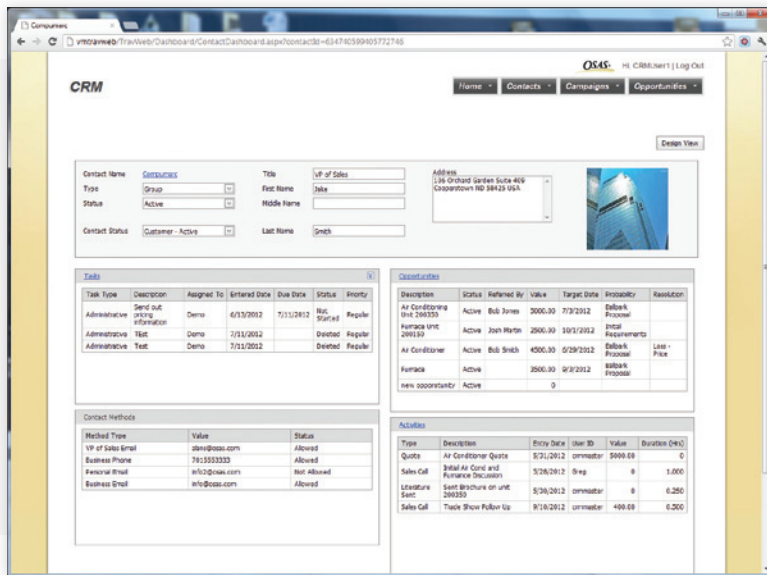 Compumerc
vmtravweb/TravWeb/Dashboard/ContactDashboard.aspx?contactId=634740599405772746
OSAS Hi, CRMUser1 | Log Out
CRM
Home Contacts Campaigns Opportunities
Design View
Contact Name Compumerc Title VP of Sales Address
Type Group First Name Jake 106 Orchard Garden Suite 409
Status Active Middle Name Cooperstown ND 58425 USA
Contact Status Customer - Active Last Name Smith
Tasks
Task Type Description Assigned To Entered Date Due Date Status Priority
Administrative Send out pricing information Demo 6/13/2012 7/11/2012 Not Started Regular
Administrative TEst Demo 7/11/2012 Deleted Regular
Administrative Test Demo 7/11/2012 Deleted Regular
Opportunities
Description Status Referred By Value Target Date Probability Resolution
Air Conditioning Unit 200350 Active Bob Jones 5000.00 7/3/2012 Ballpark Proposal
Furnace Unit 200150 Active Josh Martin 2500.00 10/1/2012 Initial Requirements
Air Conditioner Active Bob Smith 4500.00 6/29/2012 Ballpark Proposal Loss - Price
Furnace Active 3500.00 9/3/2012 Ballpark Proposal
new opporstunity Active 0
Contact Methods
Method Type Value Status
VP of Sales Email Allowed
Business Phone 7015553333 Allowed
Personal Email info2@osas.com Not Allowed
Business Email info@osas.com Allowed
Activities
Type Description Entry Date User ID Value Duration (Hrs)
Quote Air Conditioner Quote 5/31/2012 crmmaster 5000.00 0
Sales Call Initial Air Cond and Furnance Discussion 5/28/2012 Greg 0 1.000
Literature Sent Sent Brochure on unit 200350 5/30/2012 crmmaster 0 0.250
Sales Call Trade Show Follow Up 9/10/2012 crmmaster 400.00 0.500